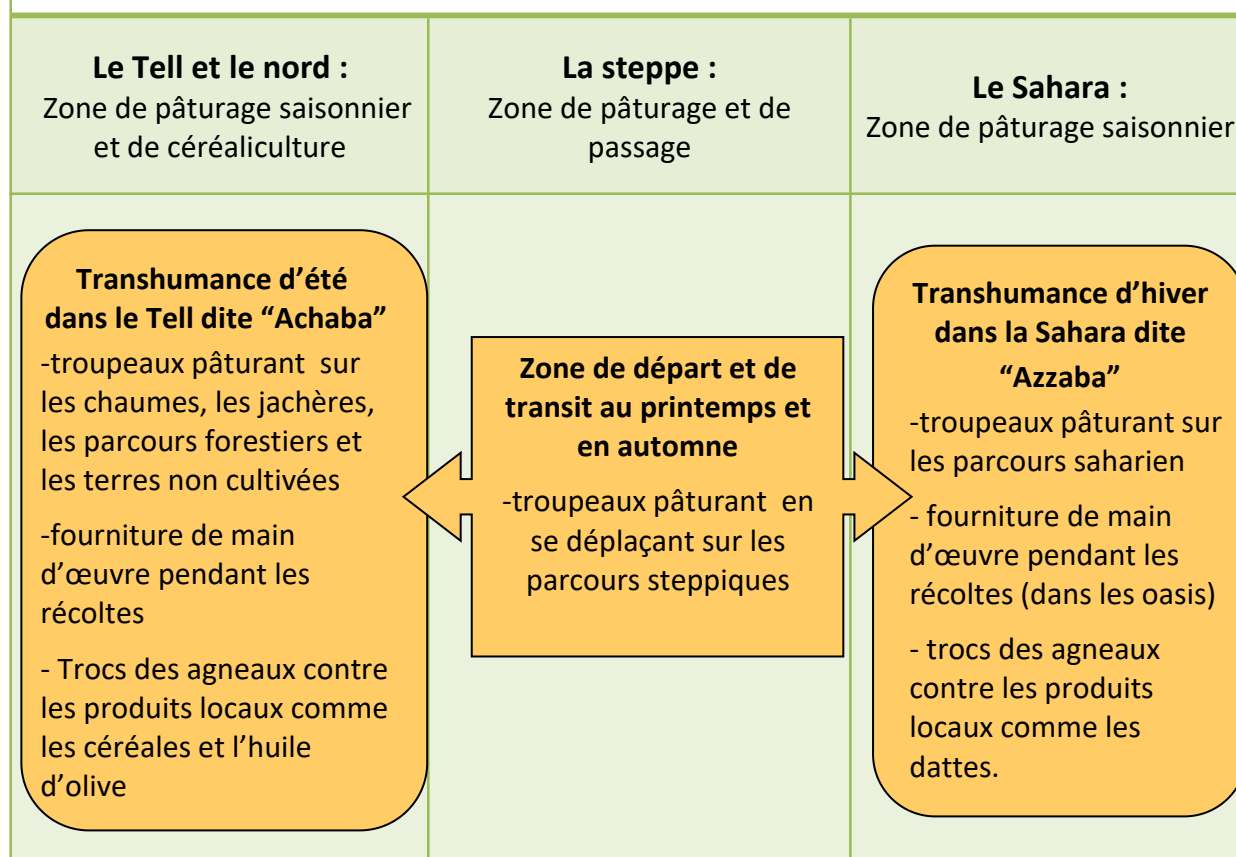 Le Tell et le nord :
Zone de pâturage saisonnier
et de céréaliculture
La steppe :
Zone de pâturage et de
passage
Le Sahara :
Zone de pâturage saisonnier
Transhumance d’été
dans le Tell dite “Achaba”
-troupeaux pâturant sur
les chaumes, les jachères,
les parcours forestiers et
les terres non cultivées
-fourniture de main
d’œuvre pendant les
récoltes
- Trocs des agneaux contre
les produits locaux comme
les céréales et l’huile
d’olive
Zone de départ et de
transit au printemps et
en automne
-troupeaux pâturant en
se déplaçant sur les
parcours steppiques
Transhumance d’hiver
dans la Sahara dite
“Azzaba”
-troupeaux pâturant sur
les parcours saharien
- fourniture de main
d’œuvre pendant les
récoltes (dans les oasis)
- trocs des agneaux
contre les produits
locaux comme les
dattes.